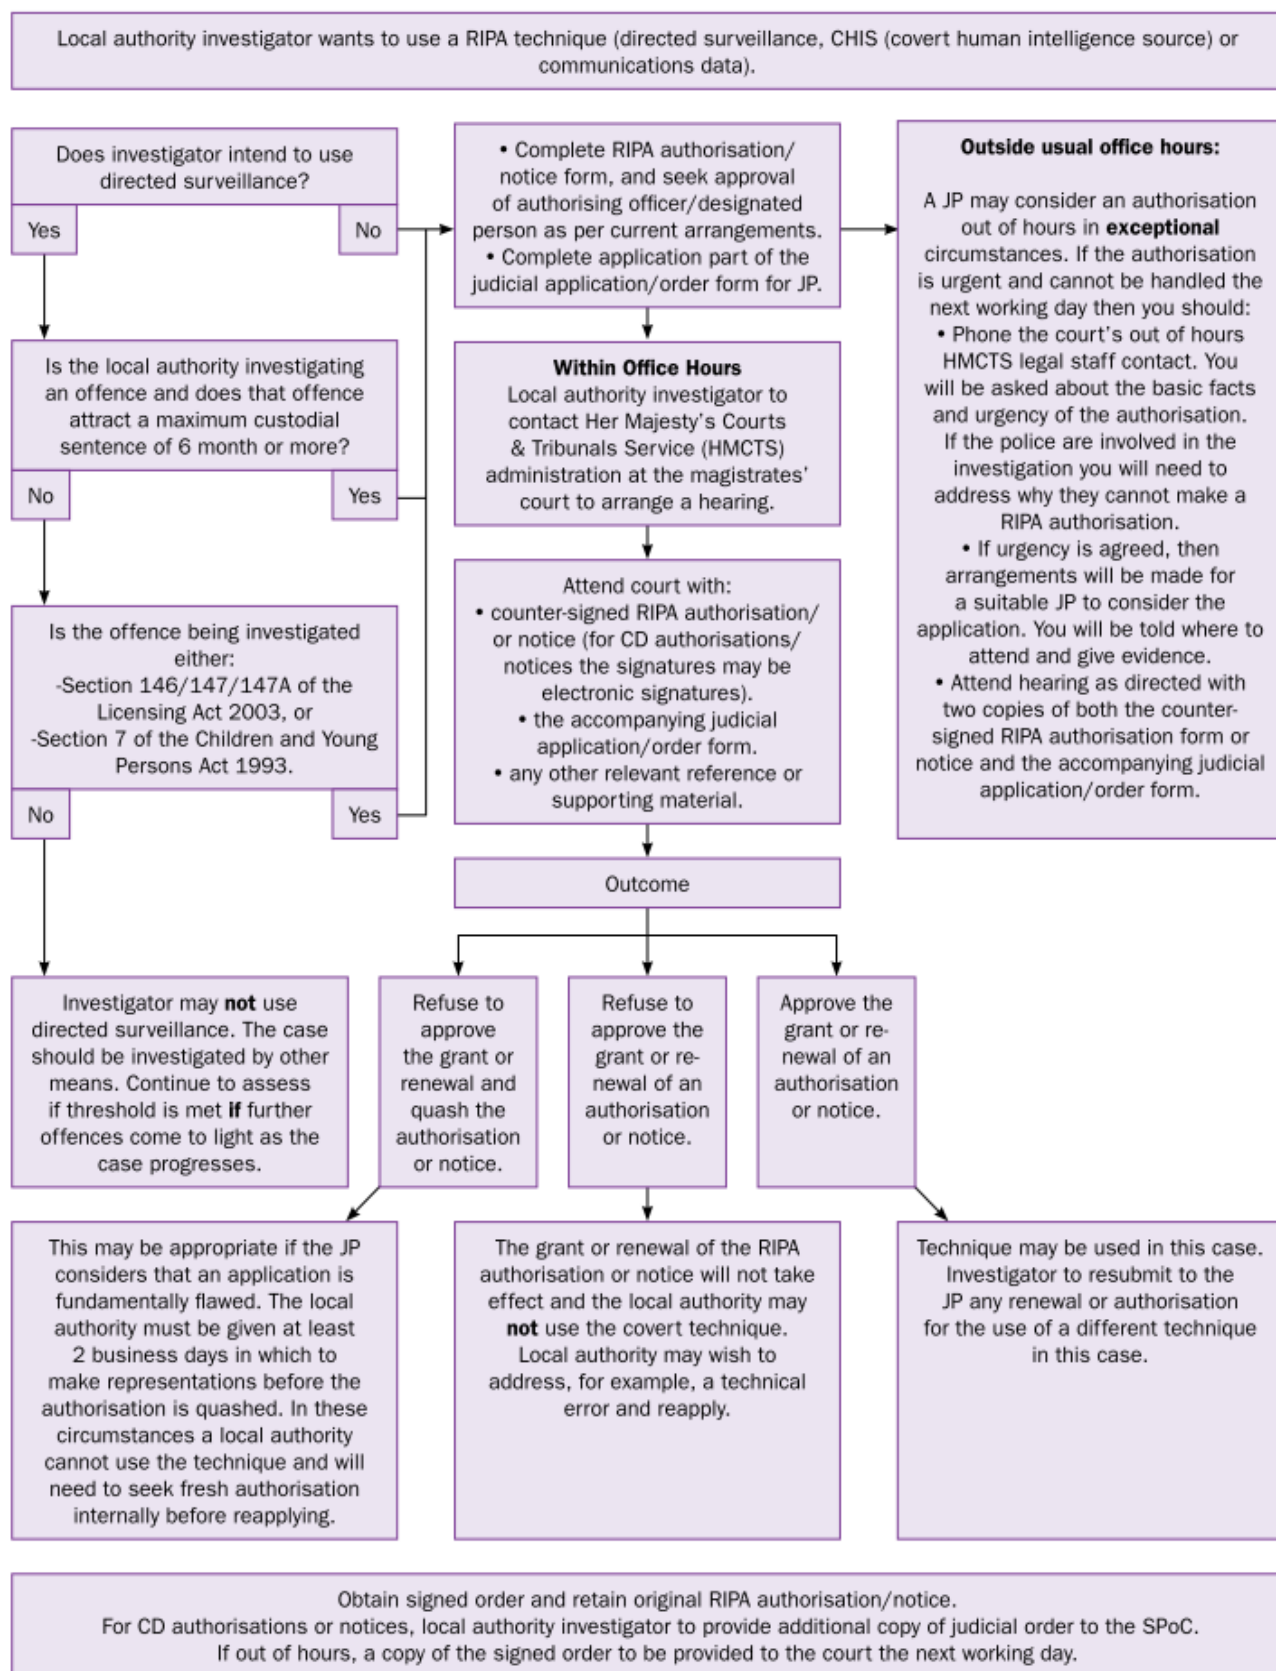 Local authority investigator wants to use a RIPA technique (directed surveillance, CHIS (covert human intelligence source) or
communications data).
Does investigator intend to use
directed surveillance?
Yes
No
Is the local authority investigating
an offence and does that offence
attract a maximum custodial
sentence of 6 month or more?
No
Yes
Is the offence being investigated
either:
-Section 146/147/147A of the
Licensing Act 2003, or
-Section 7 of the Children and Young
Persons Act 1993.
No
Yes
• Complete RIPA authorisation/
notice form, and seek approval
of authorising officer/designated
person as per current arrangements.
• Complete application part of the
judicial application/order form for JP.
Within Office Hours
Local authority investigator to
contact Her Majesty's Courts
& Tribunals Service (HMCTS)
administration at the magistrates'
court to arrange a hearing.
Attend court with:
• counter-signed RIPA authorisation/
or notice (for CD authorisations/
notices the signatures may be
electronic signatures).
• the accompanying judicial
application/order form.
• any other relevant reference or
supporting material.
Outside usual office hours:
A JP may consider an authorisation
out of hours in exceptional
circumstances. If the authorisation
is urgent and cannot be handled the
next working day then you should:
• Phone the court's out of hours
HMCTS legal staff contact. You
will be asked about the basic facts
and urgency of the authorisation.
If the police are involved in the
investigation you will need to
address why they cannot make a
RIPA authorisation.
• If urgency is agreed, then
arrangements will be made for
a suitable JP to consider the
application. You will be told where to
attend and give evidence.
• Attend hearing as directed with
two copies of both the counter-
signed RIPA authorisation form or
notice and the accompanying judicial
application/order form.
Outcome
Investigator may not use
directed surveillance. The case
should be investigated by other
means. Continue to assess
if threshold is met if further
offences come to light as the
case progresses.
Refuse to
approve
the grant or
renewal and
quash the
authorisation
or notice.
Refuse to
approve the
grant or re-
newal of an
authorisation
or notice.
Approve the
grant or re-
newal of an
authorisation
or notice.
This may be appropriate if the JP
considers that an application is
fundamentally flawed. The local
authority must be given at least
2 business days in which to
make representations before the
authorisation is quashed. In these
circumstances a local authority
cannot use the technique and will
need to seek fresh authorisation
internally before reapplying.
The grant or renewal of the RIPA
authorisation or notice will not take
effect and the local authority may
not use the covert technique.
Local authority may wish to
address, for example, a technical
error and reapply.
Technique may be used in this case.
Investigator to resubmit to the
JP any renewal or authorisation
for the use of a different technique
in this case.
Obtain signed order and retain original RIPA authorisation/notice.
For CD authorisations or notices, local authority investigator to provide additional copy of judicial order to the SPoC.
If out of hours, a copy of the signed order to be provided to the court the next working day.